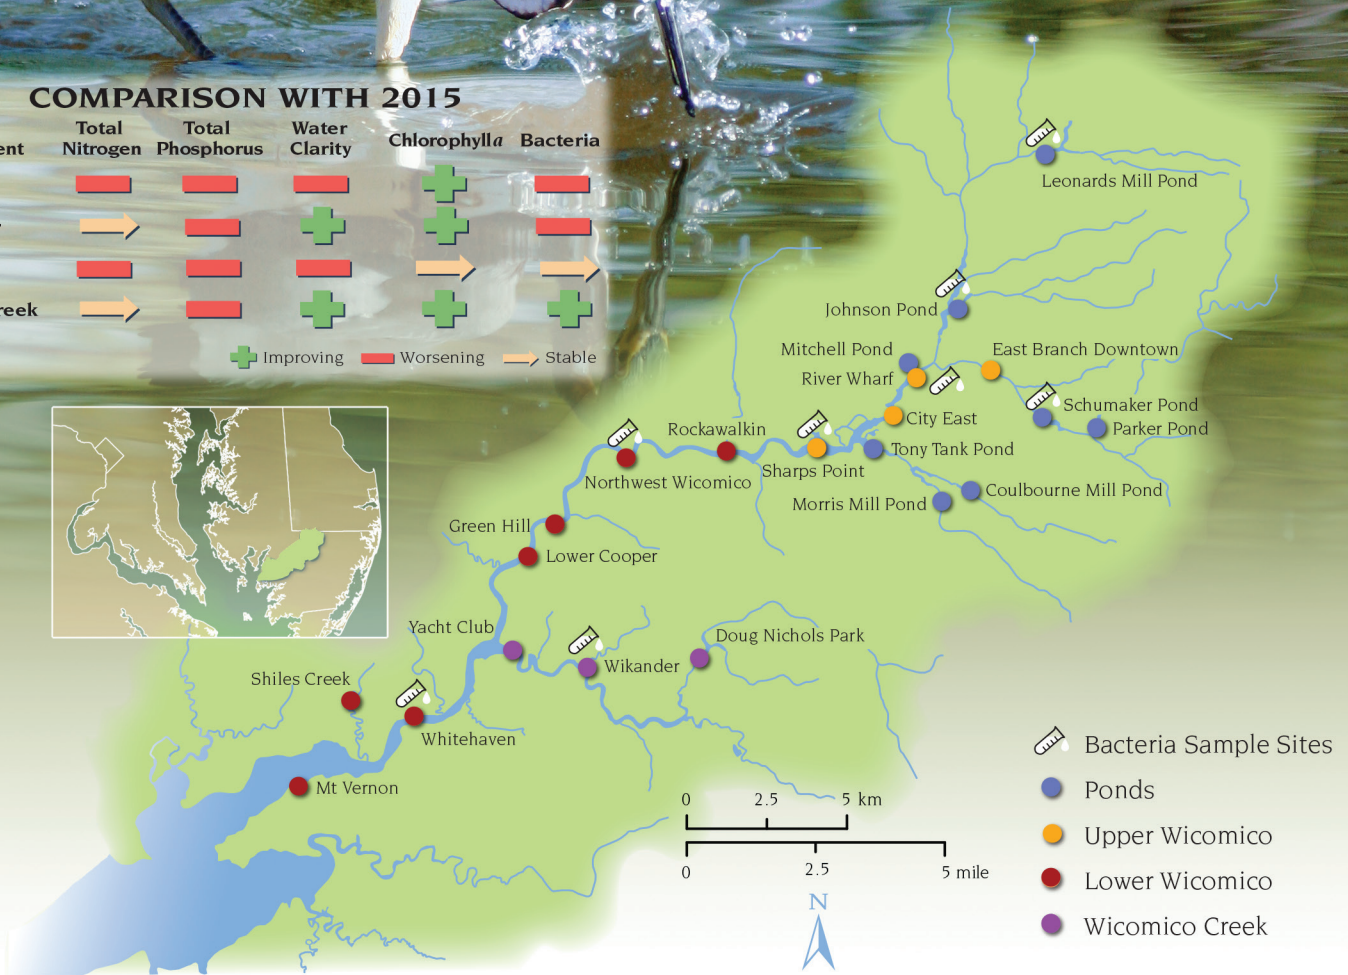 COMPARISON WITH 2015
ent
Total Nitrogen
Total Phosphorus
Water Clarity
Chlorophyll a
Bacteria
reek
Improving
Worsening
Stable
Leonards Mill Pond
Johnson Pond
Mitchell Pond
East Branch Downtown
River Wharf
Schumaker Pond
City East
Parker Pond
Rockawalkin
Tony Tank Pond
Sharps Point
Northwest Wicomico
Coulbourne Mill Pond
Morris Mill Pond
Green Hill
Lower Cooper
Yacht Club
Doug Nichols Park
Wikander
Shiles Creek
Whitehaven
Mt Vernon
0 2.5 5 km
0 2.5 5 mile
N
Bacteria Sample Sites
Ponds
Upper Wicomico
Lower Wicomico
Wicomico Creek